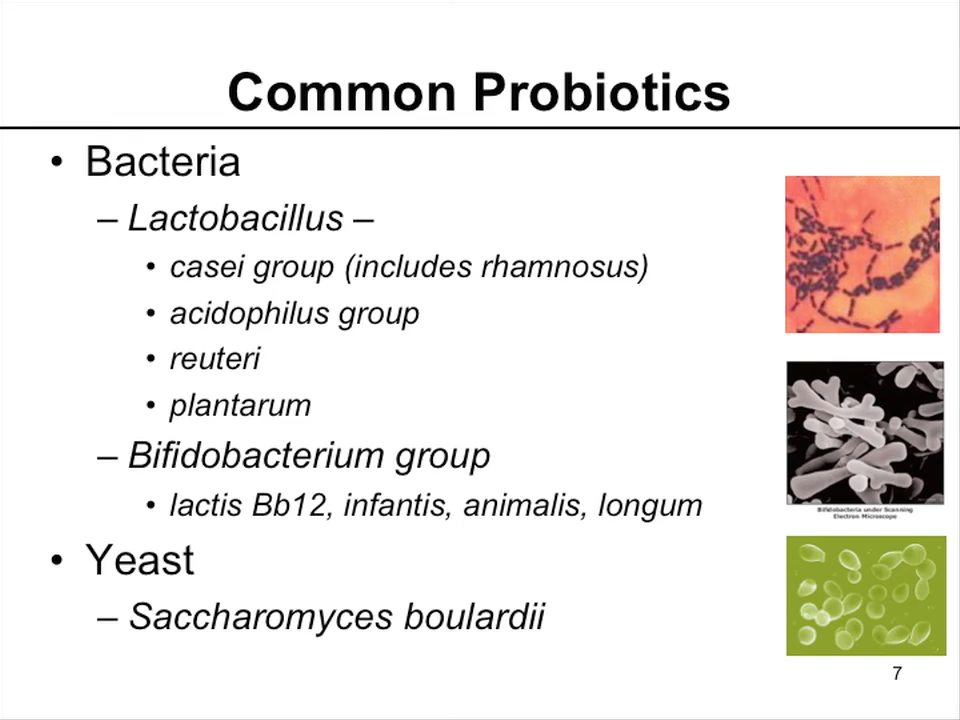 Common Probiotics
• Bacteria
– Lactobacillus –
• casei group (includes rhamnosus)
• acidophilus group
• reuteri
• plantarum
– Bifidobacterium group
• lactis Bb12, infantis, animalis, longum
• Yeast
– Saccharomyces boulardii
Bifidobacteria under Scanning
Electron Microscope
7